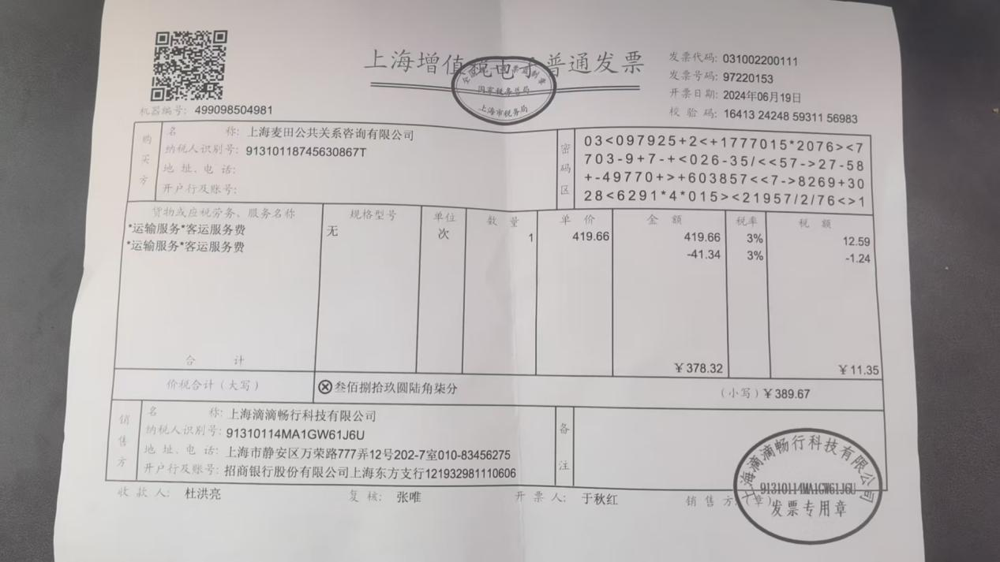 上海增值税电子普通发票
全国统一发票监制章
国家税务总局
上海市税务局
发票代码: 031002200111
发票号码: 97220153
开票日期: 2024年06月19日
校验码: 16413 24248 59311 56983
机器编号: 499098504981
购买方
名称: 上海麦田公共关系咨询有限公司
纳税人识别号: 91310118745630867T
地址、电话:
开户行及账号:
密码区
03<097925+2<+1777015*2076><7
703-9+7-+<026-35/<<57->27-58
+-49770+>+603857<<7->8269+30
28<6291*4*015><21957/2/76<>1
货物或应税劳务、服务名称 规格型号 单位 数量 单价 金额 税率 税额
*运输服务*客运服务费 无 次 1 419.66 419.66 3% 12.59
*运输服务*客运服务费 -41.34 3% -1.24
合计 ¥378.32 ¥11.35
价税合计（大写） ⊗叁佰捌拾玖圆陆角柒分 （小写）¥389.67
销售方
名称: 上海滴滴畅行科技有限公司
纳税人识别号: 91310114MA1GW61J6U
地址、电话: 上海市静安区万荣路777弄12号202-7室010-83456275
开户行及账号: 招商银行股份有限公司上海东方支行121932981110606
备注
收款人: 杜洪亮 复核: 张唯 开票人: 于秋红 销售方:（章）
上海滴滴畅行科技有限公司
91310114MA1GW61J6U
发票专用章